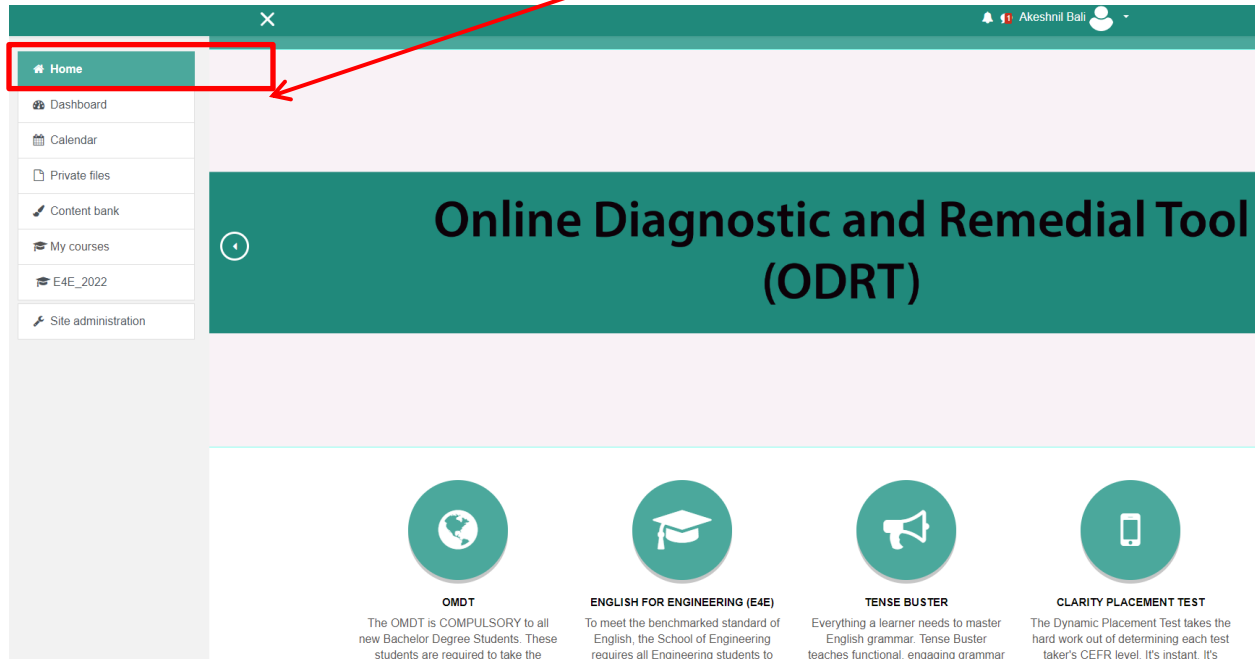 Akeshnil Bali
Home
Dashboard
Calendar
Private files
Content bank
My courses
E4E_2022
Site administration
Online Diagnostic and Remedial Tool
(ODRT)
OMDT
The OMDT is COMPULSORY to all
new Bachelor Degree Students. These
students are required to take the
ENGLISH FOR ENGINEERING (E4E)
To meet the benchmarked standard of
English, the School of Engineering
requires all Engineering students to
TENSE BUSTER
Everything a learner needs to master
English grammar. Tense Buster
teaches functional, engaging grammar
CLARITY PLACEMENT TEST
The Dynamic Placement Test takes the
hard work out of determining each test
taker's CEFR level. It's instant. It's